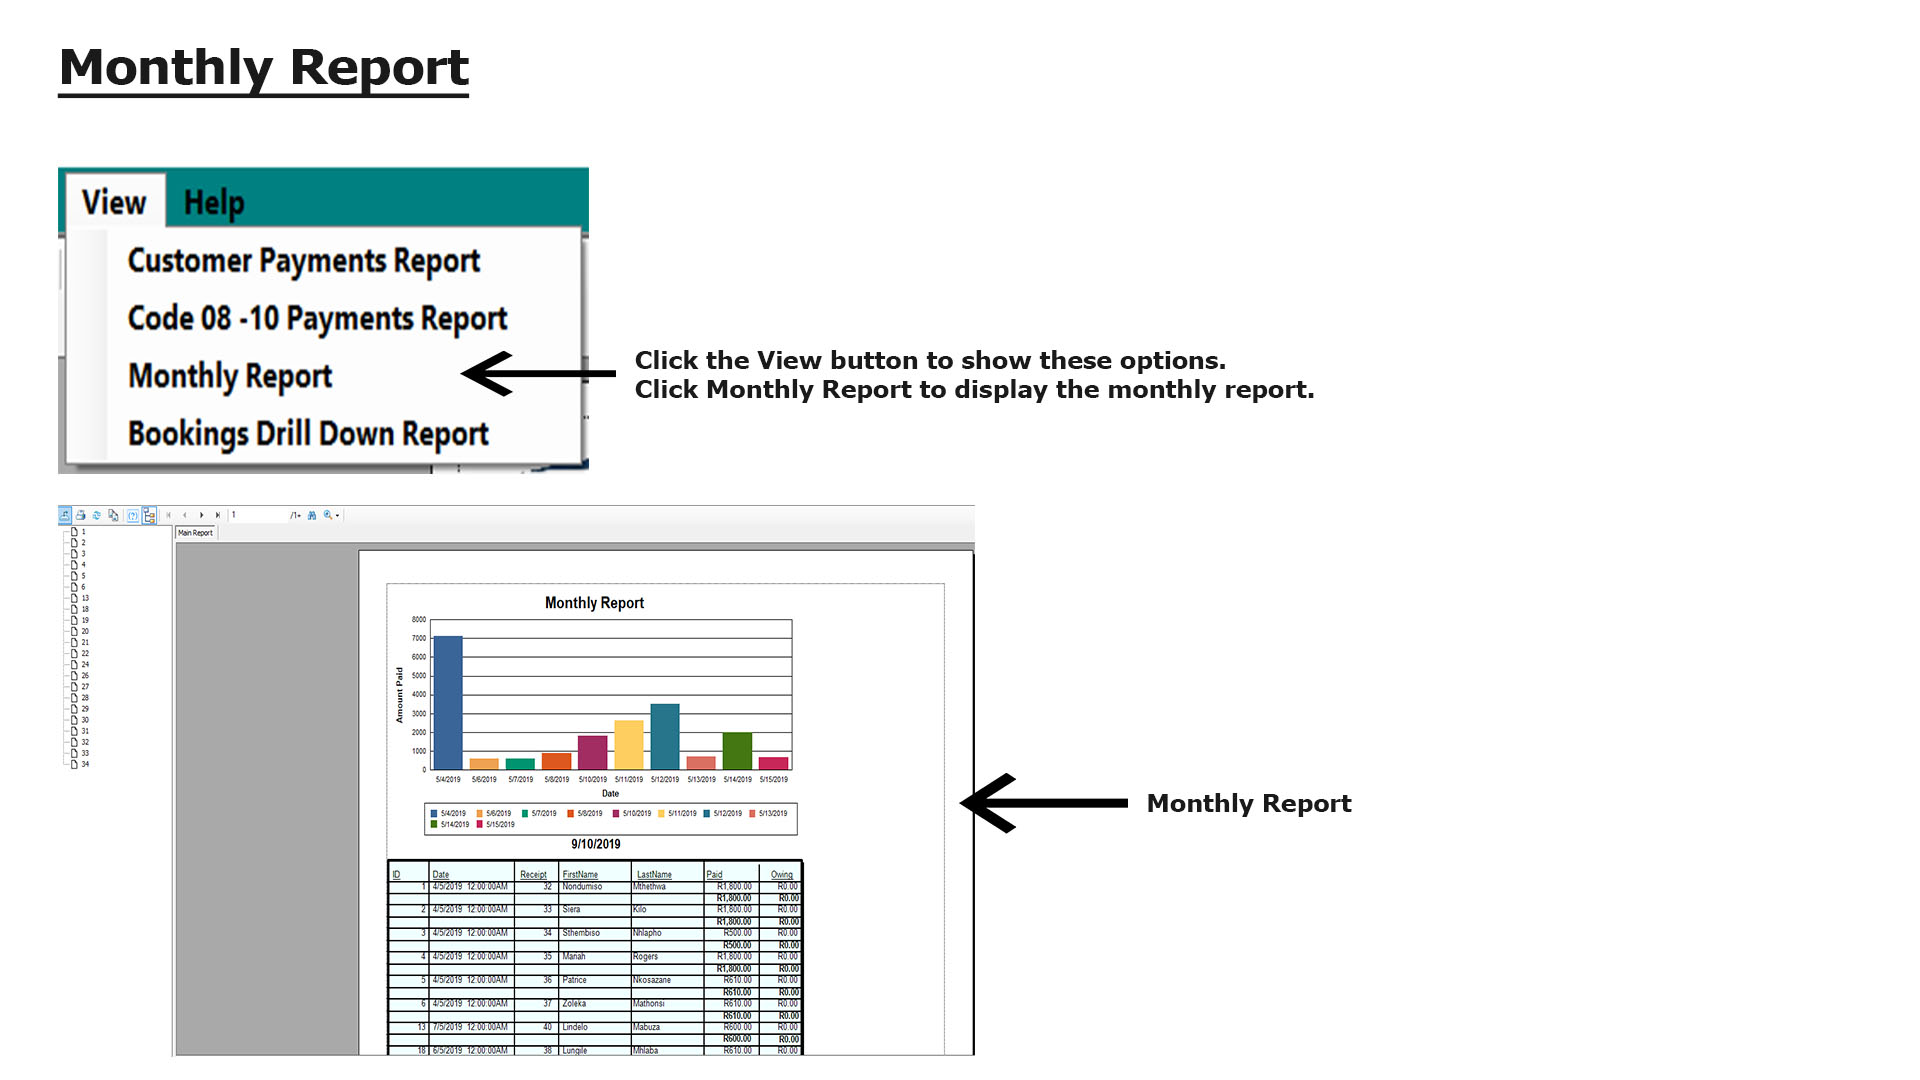 Monthly Report
View Help
Customer Payments Report
Code 08 -10 Payments Report
Monthly Report
Bookings Drill Down Report
Click the View button to show these options.
Click Monthly Report to display the monthly report.
1 /1+
Main Report
1
2
3
4
5
6
13
18
19
20
21
22
24
26
27
28
29
30
31
32
33
34
Monthly Report
Amount Paid
8000
7000
6000
5000
4000
3000
2000
1000
0
5/4/2019 5/6/2019 5/7/2019 5/8/2019 5/10/2019 5/11/2019 5/12/2019 5/13/2019 5/14/2019 5/15/2019
Date
5/4/2019 5/6/2019 5/7/2019 5/8/2019 5/10/2019 5/11/2019 5/12/2019 5/13/2019
5/14/2019 5/15/2019
9/10/2019
ID Date Receipt FirstName LastName Paid Owing
1 4/5/2019 12:00:00AM 32 Nondumiso Mthethwa R1,800.00 R0.00
R1,800.00 R0.00
2 4/5/2019 12:00:00AM 33 Siera Kilo R1,800.00 R0.00
R1,800.00 R0.00
3 4/5/2019 12:00:00AM 34 Sthembiso Nhlapho R500.00 R0.00
R500.00 R0.00
4 4/5/2019 12:00:00AM 35 Mariah Rogers R1,800.00 R0.00
R1,800.00 R0.00
5 4/5/2019 12:00:00AM 36 Patrice Nkosazane R610.00 R0.00
R610.00 R0.00
6 4/5/2019 12:00:00AM 37 Zoleka Mathonsi R610.00 R0.00
R610.00 R0.00
13 7/5/2019 12:00:00AM 40 Lindelo Mabuza R600.00 R0.00
R600.00 R0.00
18 6/5/2019 12:00:00AM 38 Lungile Mhlaba R610.00 R0.00
Monthly Report